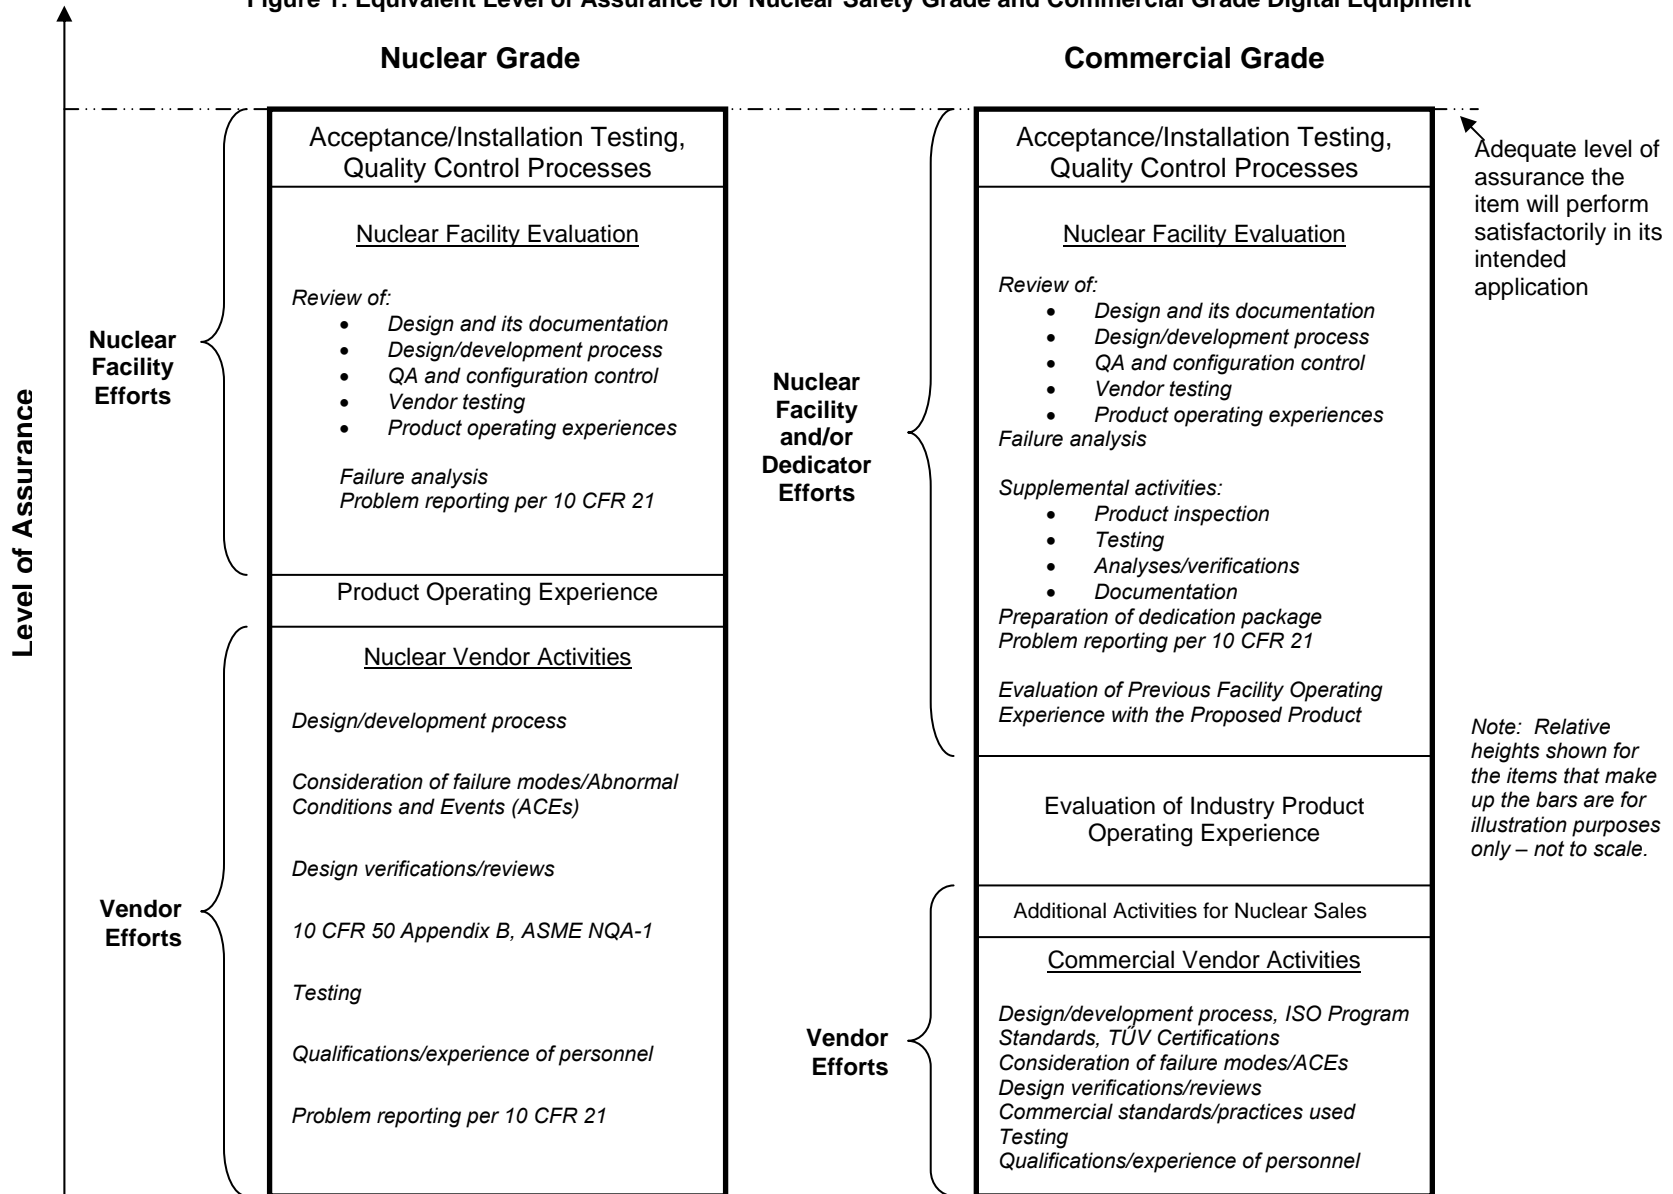 Figure 1: Equivalent Level of Assurance for Nuclear Safety Grade and Commercial Grade Digital Equipment
Nuclear Grade
Commercial Grade
Level of Assurance
Nuclear
Facility
Efforts
Vendor
Efforts
Acceptance/Installation Testing,
Quality Control Processes
Nuclear Facility Evaluation
Review of:
• Design and its documentation
• Design/development process
• QA and configuration control
• Vendor testing
• Product operating experiences
Failure analysis
Problem reporting per 10 CFR 21
Product Operating Experience
Nuclear Vendor Activities
Design/development process
Consideration of failure modes/Abnormal
Conditions and Events (ACEs)
Design verifications/reviews
10 CFR 50 Appendix B, ASME NQA-1
Testing
Qualifications/experience of personnel
Problem reporting per 10 CFR 21
Nuclear
Facility
and/or
Dedicator
Efforts
Vendor
Efforts
Acceptance/Installation Testing,
Quality Control Processes
Nuclear Facility Evaluation
Review of:
• Design and its documentation
• Design/development process
• QA and configuration control
• Vendor testing
• Product operating experiences
Failure analysis
Supplemental activities:
• Product inspection
• Testing
• Analyses/verifications
• Documentation
Preparation of dedication package
Problem reporting per 10 CFR 21
Evaluation of Previous Facility Operating
Experience with the Proposed Product
Evaluation of Industry Product
Operating Experience
Additional Activities for Nuclear Sales
Commercial Vendor Activities
Design/development process, ISO Program
Standards, TŰV Certifications
Consideration of failure modes/ACEs
Design verifications/reviews
Commercial standards/practices used
Testing
Qualifications/experience of personnel
Adequate level of
assurance the
item will perform
satisfactorily in its
intended
application
Note: Relative
heights shown for
the items that make
up the bars are for
illustration purposes
only – not to scale.